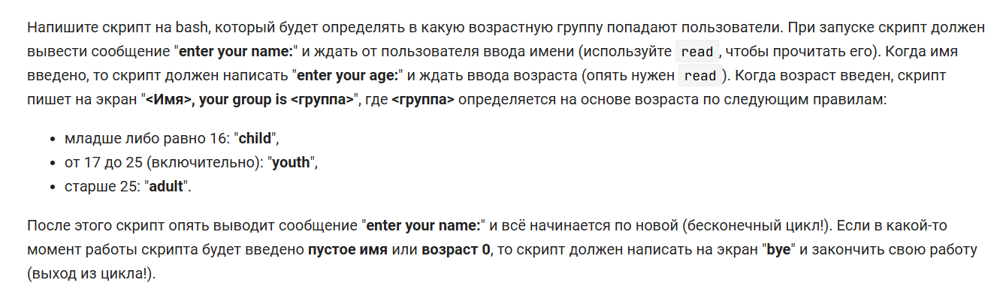 Напишите скрипт на bash, который будет определять в какую возрастную группу попадают пользователи. При запуске скрипт должен
вывести сообщение "enter your name:" и ждать от пользователя ввода имени (используйте read, чтобы прочитать его). Когда имя
введено, то скрипт должен написать "enter your age:" и ждать ввода возраста (опять нужен read). Когда возраст введен, скрипт
пишет на экран "<Имя>, your group is <группа>", где <группа> определяется на основе возраста по следующим правилам:
• младше либо равно 16: "child",
• от 17 до 25 (включительно): "youth",
• старше 25: "adult".
После этого скрипт опять выводит сообщение "enter your name:" и всё начинается по новой (бесконечный цикл!). Если в какой-то
момент работы скрипта будет введено пустое имя или возраст 0, то скрипт должен написать на экран "bye" и закончить свою работу
(выход из цикла!).